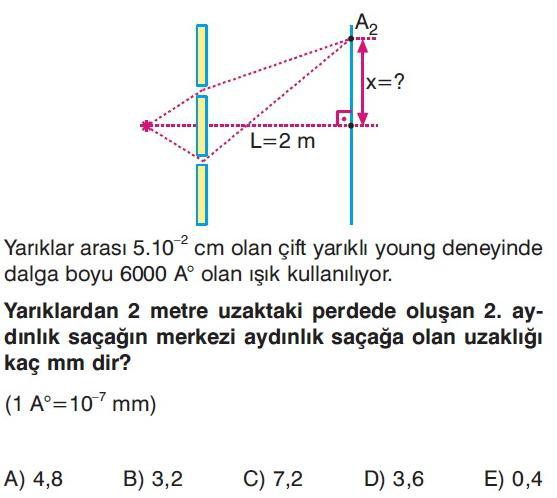 A₂
x=?
L=2 m
Yarıklar arası 5.10⁻² cm olan çift yarıklı young deneyinde
dalga boyu 6000 A° olan ışık kullanılıyor.
Yarıklardan 2 metre uzaktaki perdede oluşan 2. ay-
dınlık saçağın merkezi aydınlık saçağa olan uzaklığı
kaç mm dir?
(1 A°=10⁻⁷ mm)
A) 4,8 B) 3,2 C) 7,2 D) 3,6 E) 0,4